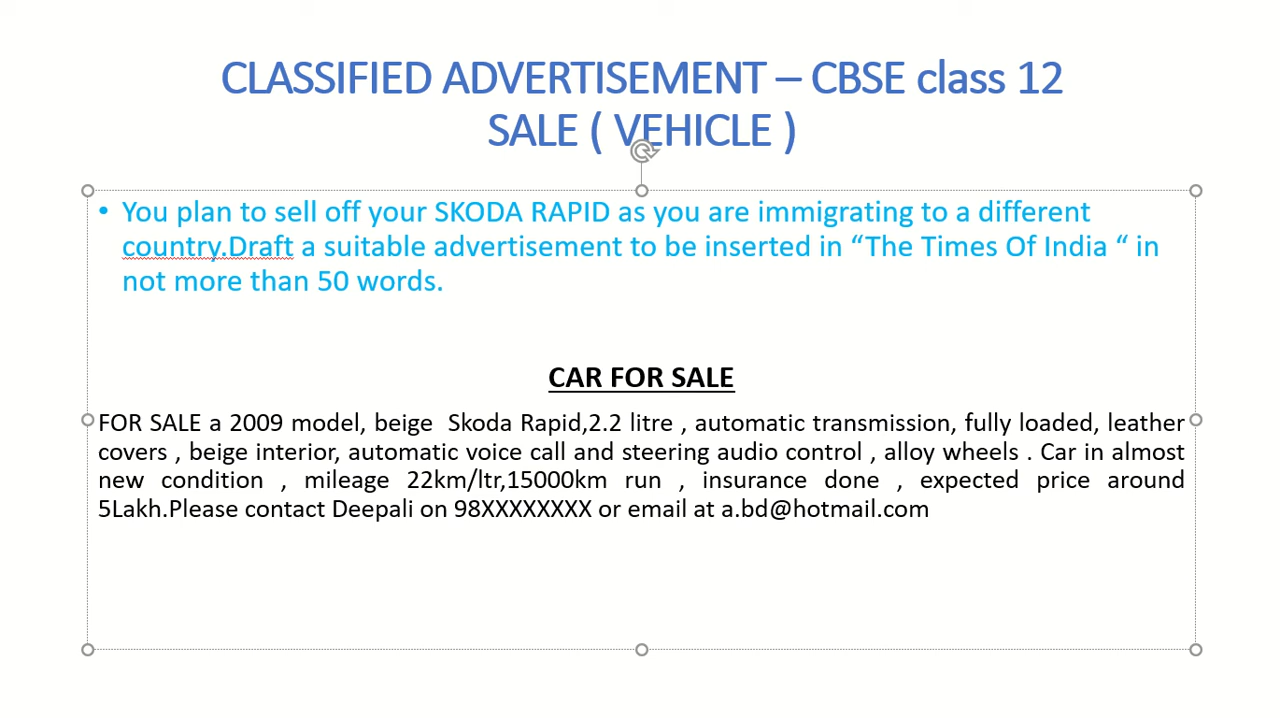 CLASSIFIED ADVERTISEMENT – CBSE class 12
SALE ( VEHICLE )
• You plan to sell off your SKODA RAPID as you are immigrating to a different
country.Draft a suitable advertisement to be inserted in “The Times Of India “ in
not more than 50 words.
CAR FOR SALE
FOR SALE a 2009 model, beige  Skoda Rapid,2.2 litre , automatic transmission, fully loaded, leather
covers , beige interior, automatic voice call and steering audio control , alloy wheels . Car in almost
new condition , mileage 22km/ltr,15000km run , insurance done , expected price around
5Lakh.Please contact Deepali on 98XXXXXXXX or email at a.bd@hotmail.com